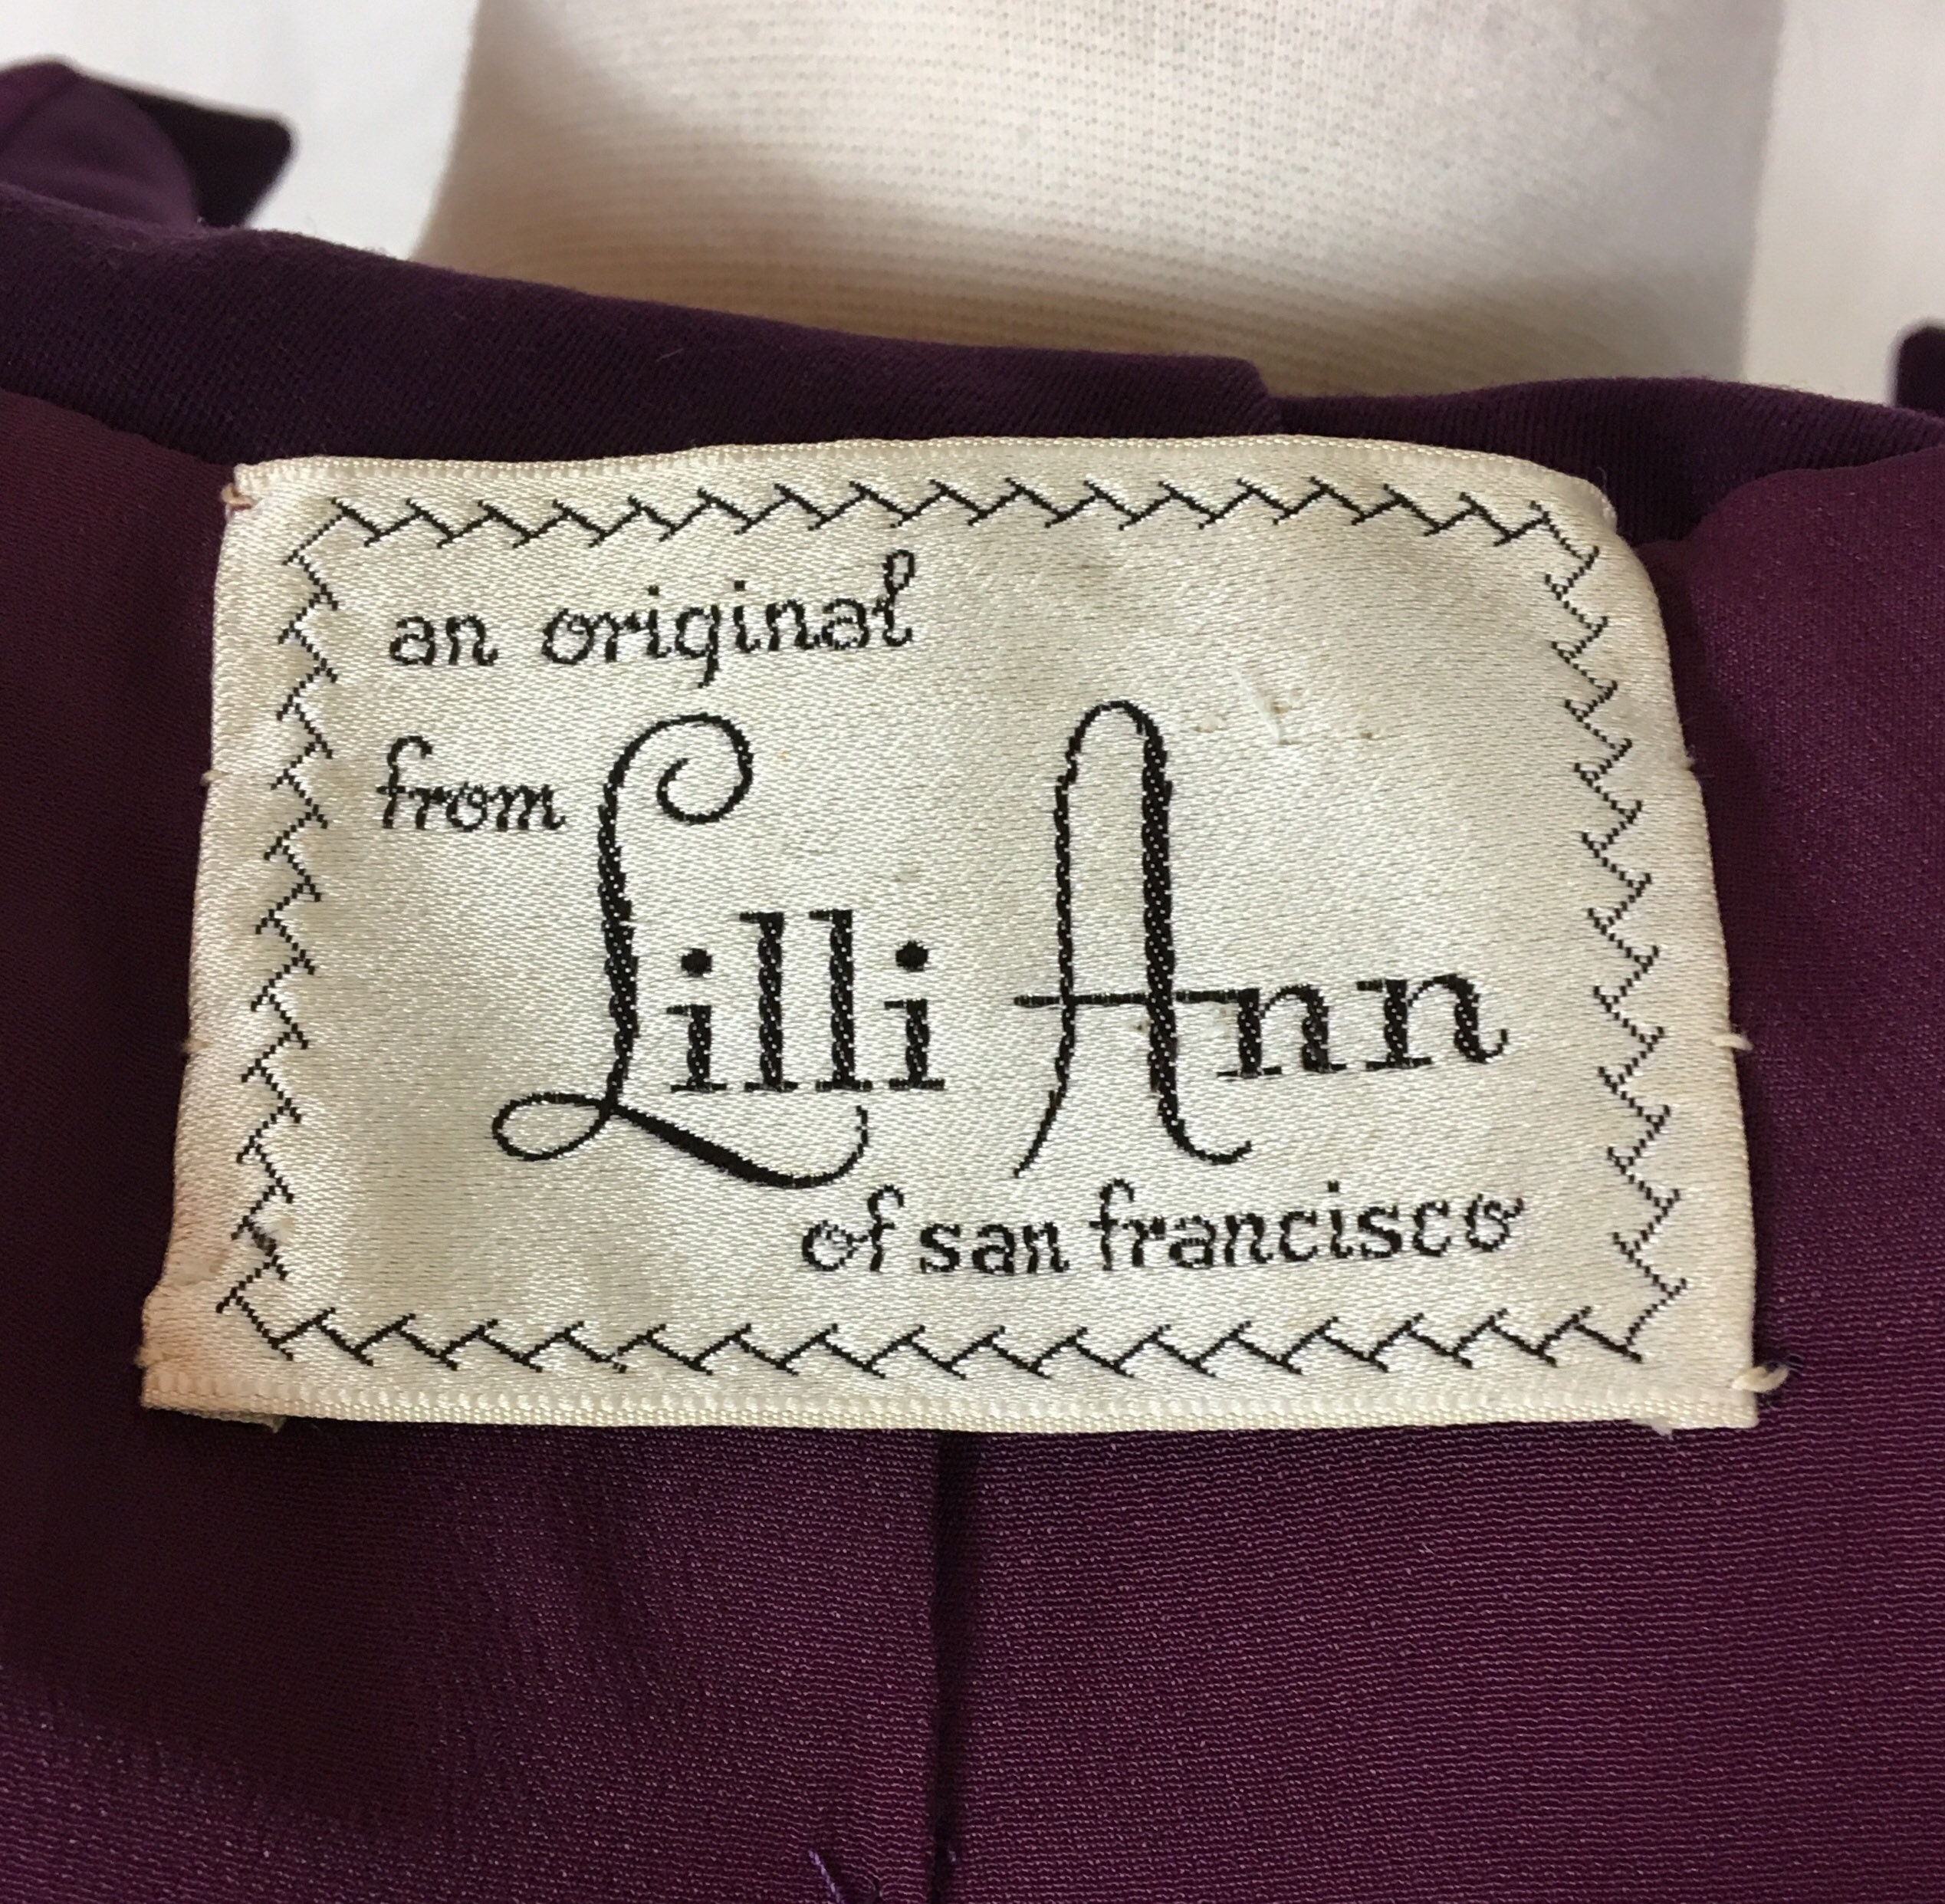 an original
from Lilli Ann
of san francisco